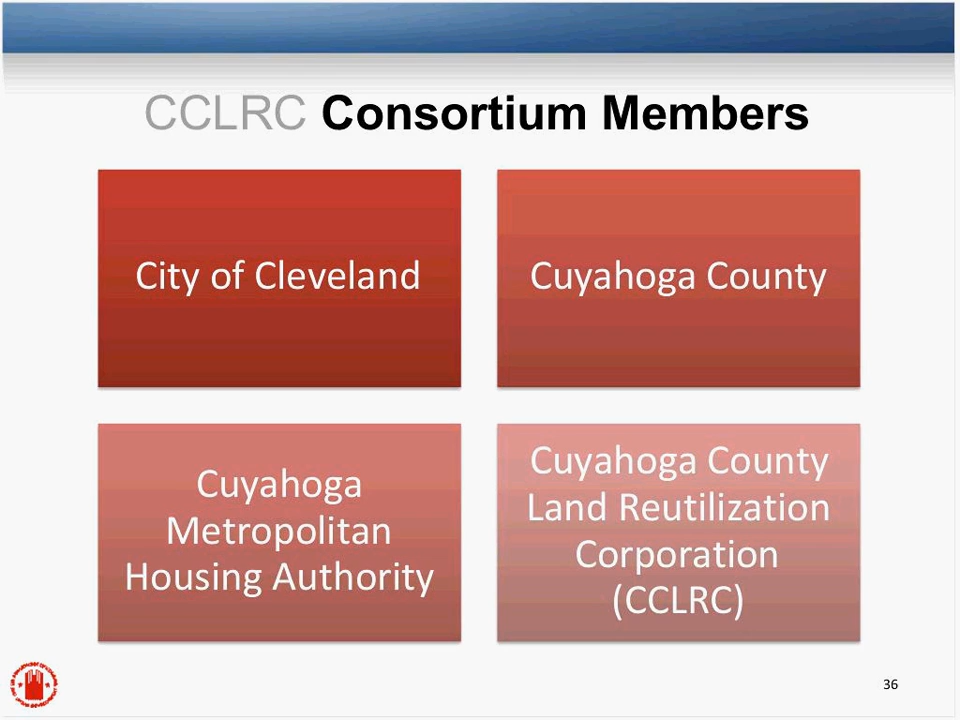 CCLRC Consortium Members
City of Cleveland
Cuyahoga County
Cuyahoga
Metropolitan
Housing Authority
Cuyahoga County
Land Reutilization
Corporation
(CCLRC)
36